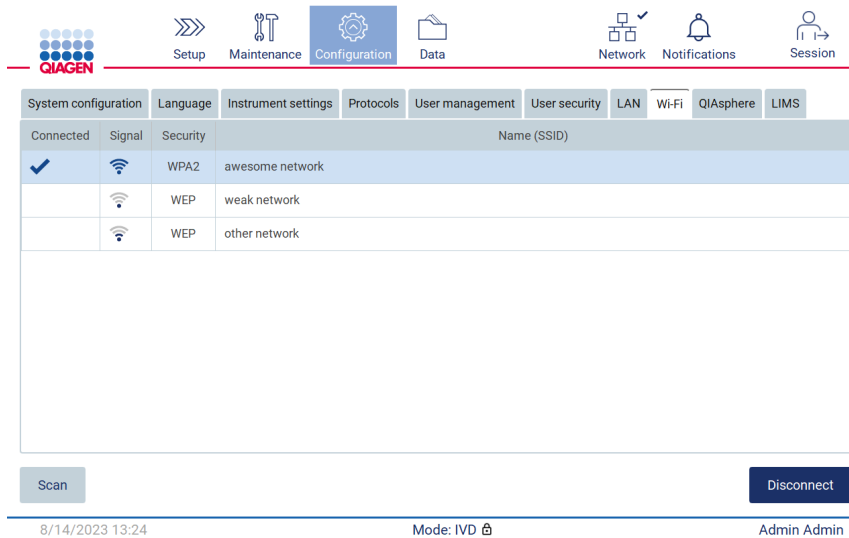 QIAGEN
Setup Maintenance Configuration Data Network Notifications Session
System configuration Language Instrument settings Protocols User management User security LAN Wi-Fi QIAsphere LIMS
Connected Signal Security Name (SSID)
WPA2 awesome network
WEP weak network
WEP other network
Scan Disconnect
8/14/2023 13:24 Mode: IVD Admin Admin